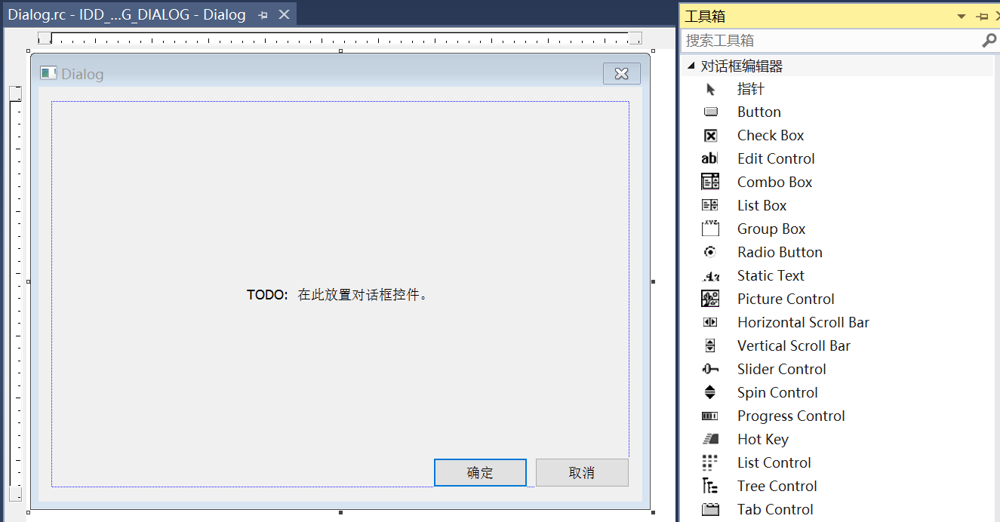 Dialog.rc - IDD_...G_DIALOG - Dialog
Dialog
TODO: 在此放置对话框控件。
确定
取消
工具箱
搜索工具箱
对话框编辑器
指针
Button
Check Box
Edit Control
Combo Box
List Box
Group Box
Radio Button
Static Text
Picture Control
Horizontal Scroll Bar
Vertical Scroll Bar
Slider Control
Spin Control
Progress Control
Hot Key
List Control
Tree Control
Tab Control